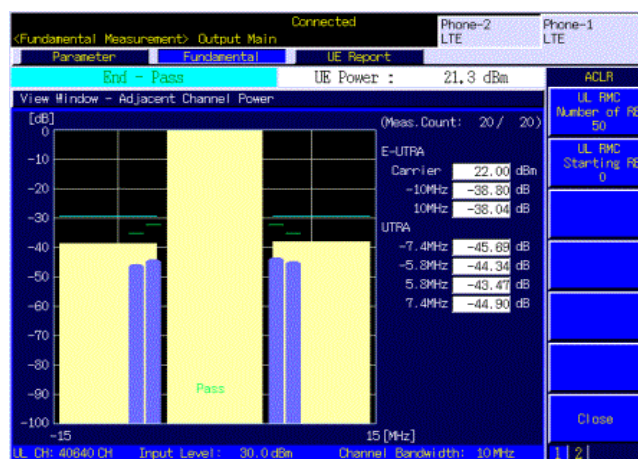 Connected
Phone-2
LTE
Phone-1
LTE
<Fundamental Measurement> Output Main
Parameter
Fundamental
UE Report
End - Pass
UE Power :
21.3 dBm
ACLR
View Window - Adjacent Channel Power
UL RMC
Number of RB
50
UL RMC
Starting RB
0
[dB]
(Meas.Count: 20/ 20)
0
-10
-20
-30
-40
-50
-60
-70
-80
-90
-100
E-UTRA
Carrier 22.00 dBm
-10MHz -38.80 dB
10MHz -38.04 dB
UTRA
-7.4MHz -45.69 dB
-5.8MHz -44.34 dB
5.8MHz -43.47 dB
7.4MHz -44.90 dB
Pass
-15
15 [MHz]
Close
UL CH: 40640 CH Input Level: 30.0 dBm Channel Bandwidth: 10 MHz
1 2